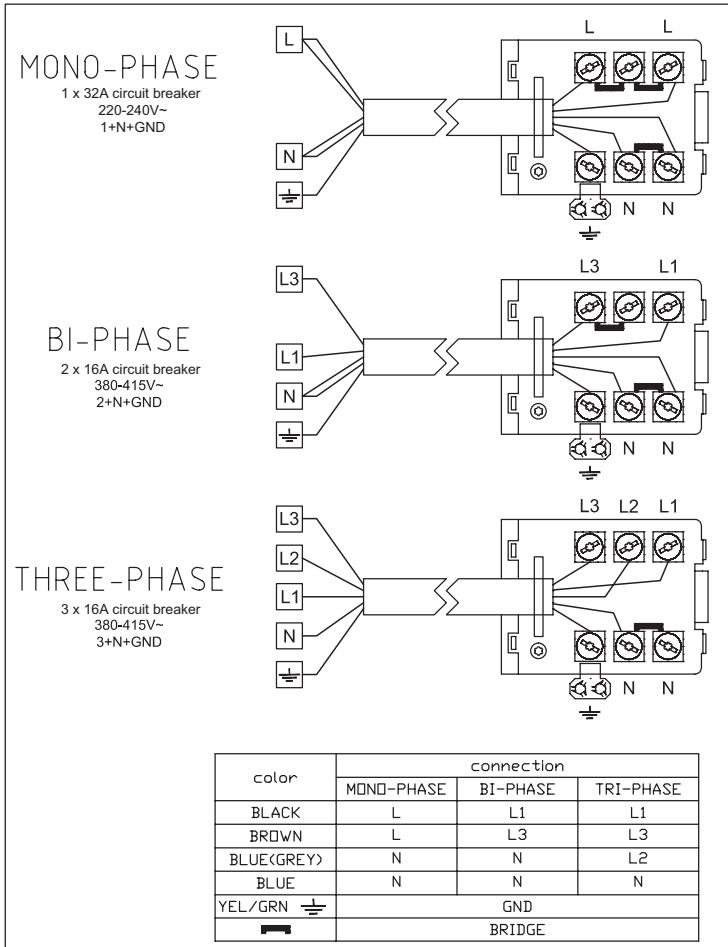 MONO-PHASE
1 x 32A circuit breaker
220-240V~
1+N+GND
L
N
L L
N N
BI-PHASE
2 x 16A circuit breaker
380-415V~
2+N+GND
L3
L1
N
L3 L1
N N
THREE-PHASE
3 x 16A circuit breaker
380-415V~
3+N+GND
L3
L2
L1
N
L3 L2 L1
N N
color connection
MONO-PHASE BI-PHASE TRI-PHASE
BLACK L L1 L1
BROWN L L3 L3
BLUE(GREY) N N L2
BLUE N N N
YEL/GRN GND
BRIDGE